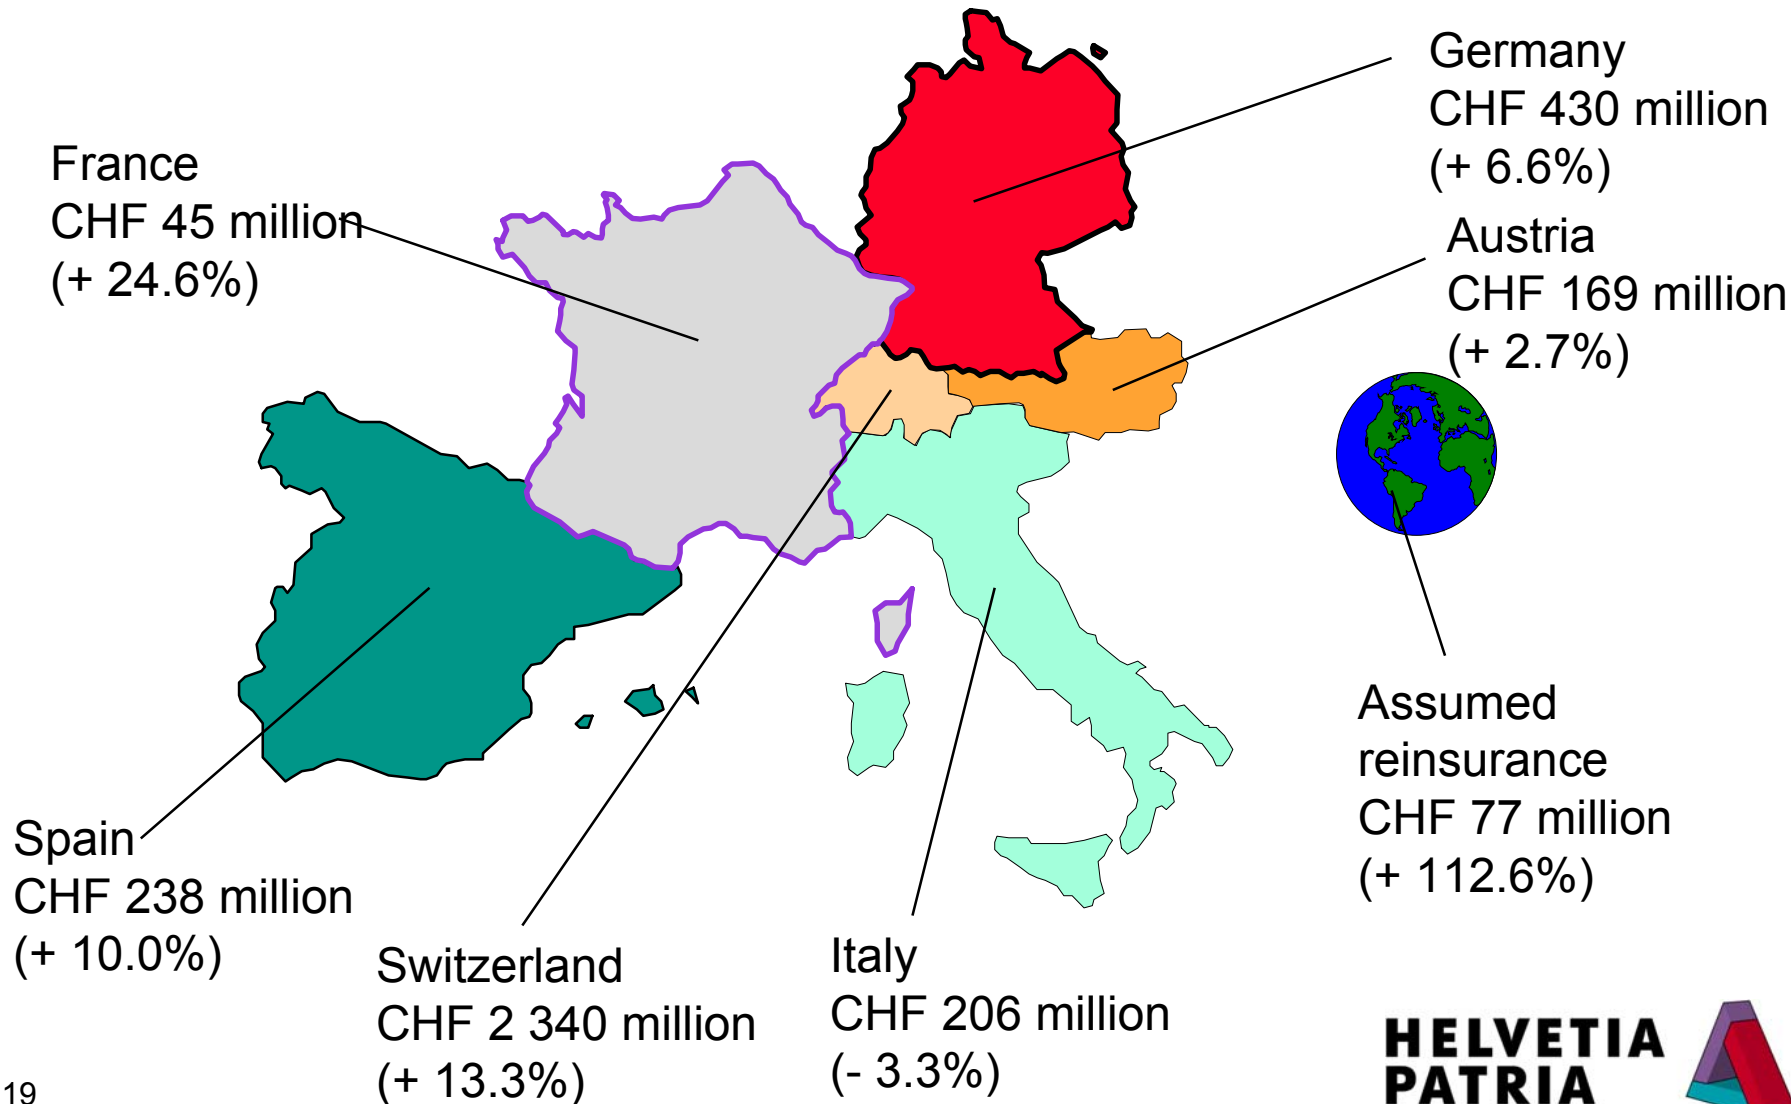 Germany
CHF 430 million
(+ 6.6%)
France
CHF 45 million
(+ 24.6%)
Austria
CHF 169 million
(+ 2.7%)
Assumed
reinsurance
CHF 77 million
(+ 112.6%)
Spain
CHF 238 million
(+ 10.0%)
Switzerland
CHF 2 340 million
(+ 13.3%)
Italy
CHF 206 million
(- 3.3%)
HELVETIA
PATRIA
19